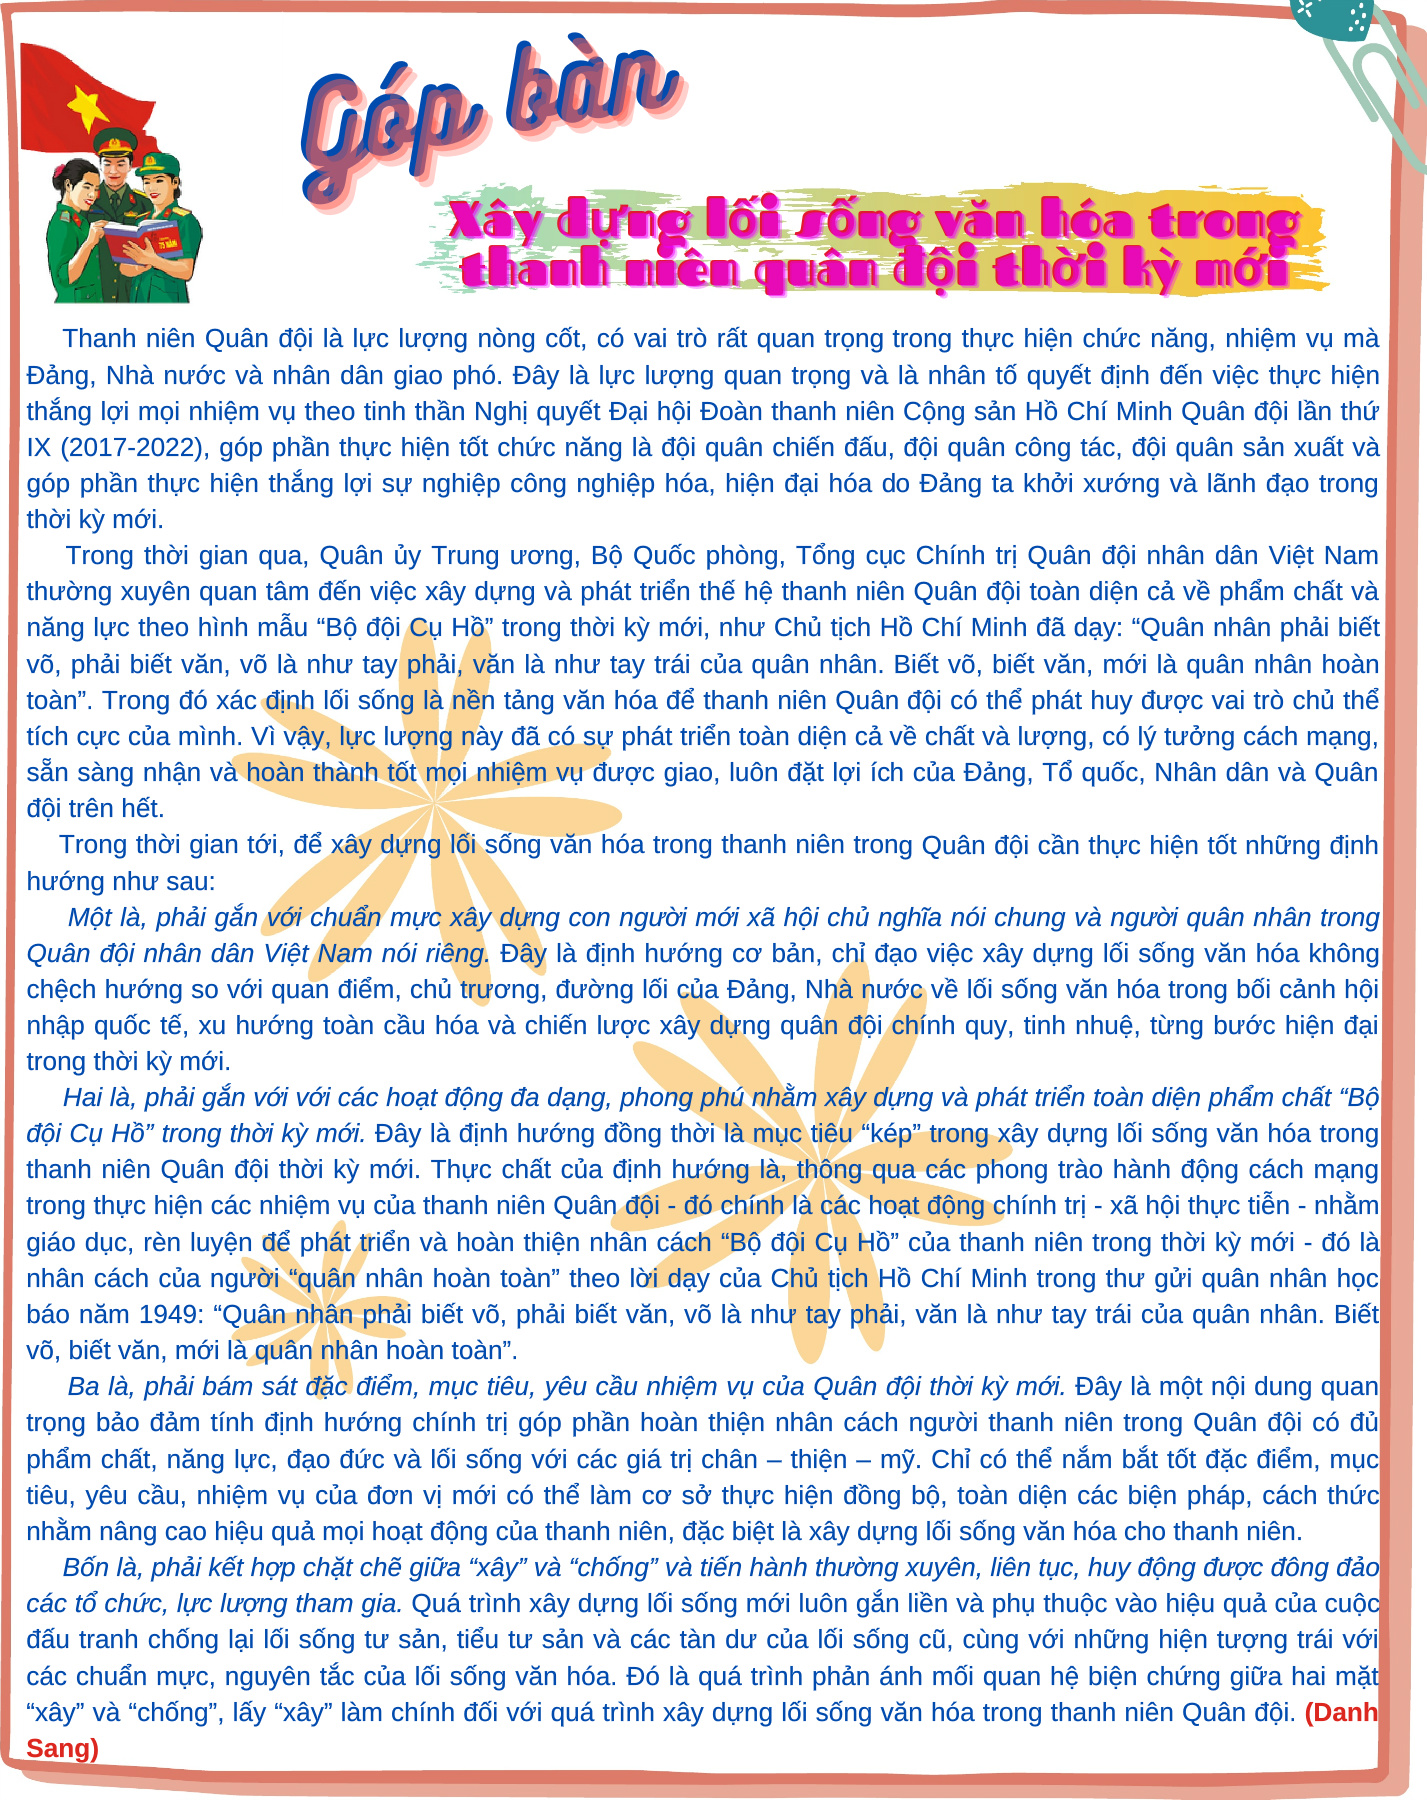 Góp bàn
Xây dựng lối sống văn hóa trong
thanh niên quân đội thời kỳ mới
Thanh niên Quân đội là lực lượng nòng cốt, có vai trò rất quan trọng trong thực hiện chức năng, nhiệm vụ mà
Đảng, Nhà nước và nhân dân giao phó. Đây là lực lượng quan trọng và là nhân tố quyết định đến việc thực hiện
thắng lợi mọi nhiệm vụ theo tinh thần Nghị quyết Đại hội Đoàn thanh niên Cộng sản Hồ Chí Minh Quân đội lần thứ
IX (2017-2022), góp phần thực hiện tốt chức năng là đội quân chiến đấu, đội quân công tác, đội quân sản xuất và
góp phần thực hiện thắng lợi sự nghiệp công nghiệp hóa, hiện đại hóa do Đảng ta khởi xướng và lãnh đạo trong
thời kỳ mới.
Trong thời gian qua, Quân ủy Trung ương, Bộ Quốc phòng, Tổng cục Chính trị Quân đội nhân dân Việt Nam
thường xuyên quan tâm đến việc xây dựng và phát triển thế hệ thanh niên Quân đội toàn diện cả về phẩm chất và
năng lực theo hình mẫu “Bộ đội Cụ Hồ” trong thời kỳ mới, như Chủ tịch Hồ Chí Minh đã dạy: “Quân nhân phải biết
võ, phải biết văn, võ là như tay phải, văn là như tay trái của quân nhân. Biết võ, biết văn, mới là quân nhân hoàn
toàn”. Trong đó xác định lối sống là nền tảng văn hóa để thanh niên Quân đội có thể phát huy được vai trò chủ thể
tích cực của mình. Vì vậy, lực lượng này đã có sự phát triển toàn diện cả về chất và lượng, có lý tưởng cách mạng,
sẵn sàng nhận và hoàn thành tốt mọi nhiệm vụ được giao, luôn đặt lợi ích của Đảng, Tổ quốc, Nhân dân và Quân
đội trên hết.
Trong thời gian tới, để xây dựng lối sống văn hóa trong thanh niên trong Quân đội cần thực hiện tốt những định
hướng như sau:
Một là, phải gắn với chuẩn mực xây dựng con người mới xã hội chủ nghĩa nói chung và người quân nhân trong
Quân đội nhân dân Việt Nam nói riêng. Đây là định hướng cơ bản, chỉ đạo việc xây dựng lối sống văn hóa không
chệch hướng so với quan điểm, chủ trương, đường lối của Đảng, Nhà nước về lối sống văn hóa trong bối cảnh hội
nhập quốc tế, xu hướng toàn cầu hóa và chiến lược xây dựng quân đội chính quy, tinh nhuệ, từng bước hiện đại
trong thời kỳ mới.
Hai là, phải gắn với với các hoạt động đa dạng, phong phú nhằm xây dựng và phát triển toàn diện phẩm chất “Bộ
đội Cụ Hồ” trong thời kỳ mới. Đây là định hướng đồng thời là mục tiêu “kép” trong xây dựng lối sống văn hóa trong
thanh niên Quân đội thời kỳ mới. Thực chất của định hướng là, thông qua các phong trào hành động cách mạng
trong thực hiện các nhiệm vụ của thanh niên Quân đội - đó chính là các hoạt động chính trị - xã hội thực tiễn - nhằm
giáo dục, rèn luyện để phát triển và hoàn thiện nhân cách “Bộ đội Cụ Hồ” của thanh niên trong thời kỳ mới - đó là
nhân cách của người “quân nhân hoàn toàn” theo lời dạy của Chủ tịch Hồ Chí Minh trong thư gửi quân nhân học
báo năm 1949: “Quân nhân phải biết võ, phải biết văn, võ là như tay phải, văn là như tay trái của quân nhân. Biết
võ, biết văn, mới là quân nhân hoàn toàn”.
Ba là, phải bám sát đặc điểm, mục tiêu, yêu cầu nhiệm vụ của Quân đội thời kỳ mới. Đây là một nội dung quan
trọng bảo đảm tính định hướng chính trị góp phần hoàn thiện nhân cách người thanh niên trong Quân đội có đủ
phẩm chất, năng lực, đạo đức và lối sống với các giá trị chân – thiện – mỹ. Chỉ có thể nắm bắt tốt đặc điểm, mục
tiêu, yêu cầu, nhiệm vụ của đơn vị mới có thể làm cơ sở thực hiện đồng bộ, toàn diện các biện pháp, cách thức
nhằm nâng cao hiệu quả mọi hoạt động của thanh niên, đặc biệt là xây dựng lối sống văn hóa cho thanh niên.
Bốn là, phải kết hợp chặt chẽ giữa “xây” và “chống” và tiến hành thường xuyên, liên tục, huy động được đông đảo
các tổ chức, lực lượng tham gia. Quá trình xây dựng lối sống mới luôn gắn liền và phụ thuộc vào hiệu quả của cuộc
đấu tranh chống lại lối sống tư sản, tiểu tư sản và các tàn dư của lối sống cũ, cùng với những hiện tượng trái với
các chuẩn mực, nguyên tắc của lối sống văn hóa. Đó là quá trình phản ánh mối quan hệ biện chứng giữa hai mặt
“xây” và “chống”, lấy “xây” làm chính đối với quá trình xây dựng lối sống văn hóa trong thanh niên Quân đội. (Danh
Sang)